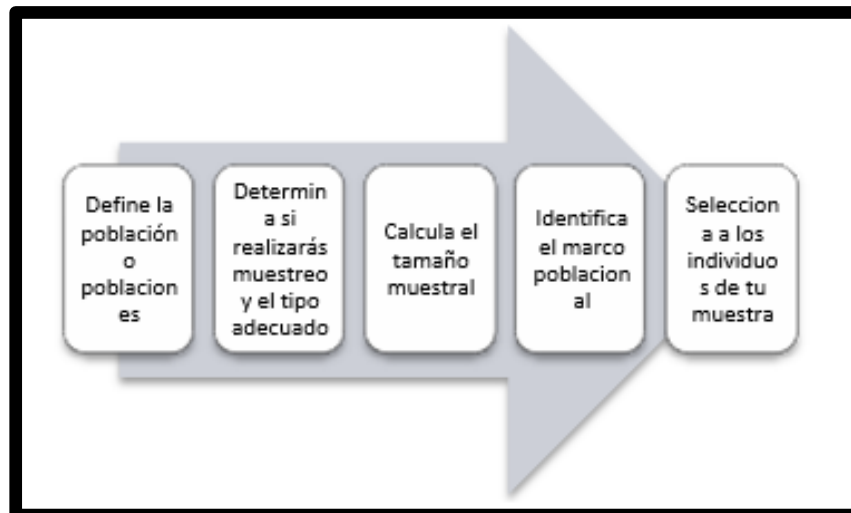 Define la
población
o
poblacion
es
Determin
a si
realizarás
muestreo
y el tipo
adecuado
Calcula el
tamaño
muestral
Identifica
el marco
poblacion
al
Seleccion
a a los
individuo
s de tu
muestra